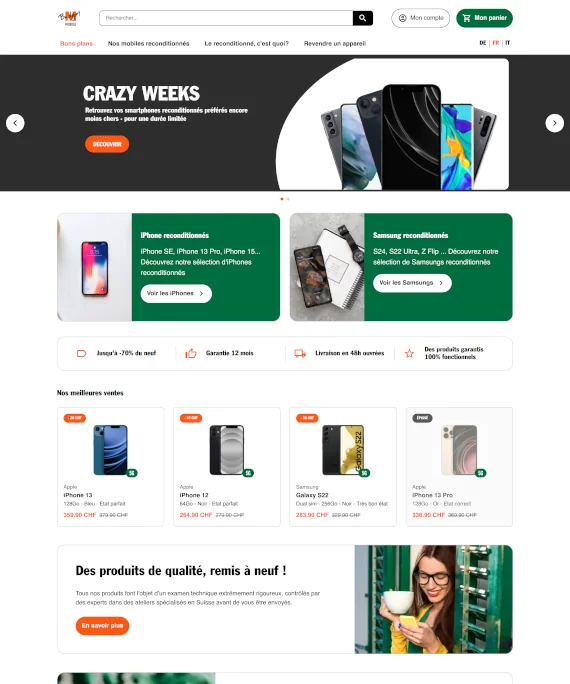 Rechercher...
Mon compte
Mon panier
Bons plans
Nos mobiles reconditionnés
Le reconditionné, c'est quoi?
Revendre un appareil
DE | FR | IT
CRAZY WEEKS
Retrouvez vos smartphones reconditionnés préférés encore
moins chers - pour une durée limitée
DÉCOUVRIR
iPhone reconditionnés
iPhone SE, iPhone 13 Pro, iPhone 15...
Découvrez notre sélection d'iPhones
reconditionnés
Voir les iPhones
Samsung reconditionnés
S24, S22 Ultra, Z Flip ... Découvrez notre
sélection de Samsungs reconditionnés
Voir les Samsungs
Jusqu'à -70% du neuf
Garantie 12 mois
Livraison en 48h ouvrées
Des produits garantis
100% fonctionnels
Nos meilleures ventes
5G
Apple
iPhone 13
128Go - Bleu - Etat parfait
359.90 CHF 379.90 CHF
5G
Apple
iPhone 12
64Go - Noir - Etat parfait
264.90 CHF 273.90 CHF
Galaxy S22
5G
Samsung
Galaxy S22
Dual sim - 256Go - Noir - Très bon état
283.90 CHF
ÉPUISÉ
5G
Apple
iPhone 13 Pro
128Go - Or - Etat correct
336.90 CHF 369.90 CHF
Des produits de qualité, remis à neuf !
Tous nos produits font l'objet d'un examen technique extrêmement rigoureux, contrôlés par
des experts dans des ateliers spécialisés en Suisse avant de vous être envoyés.
En savoir plus